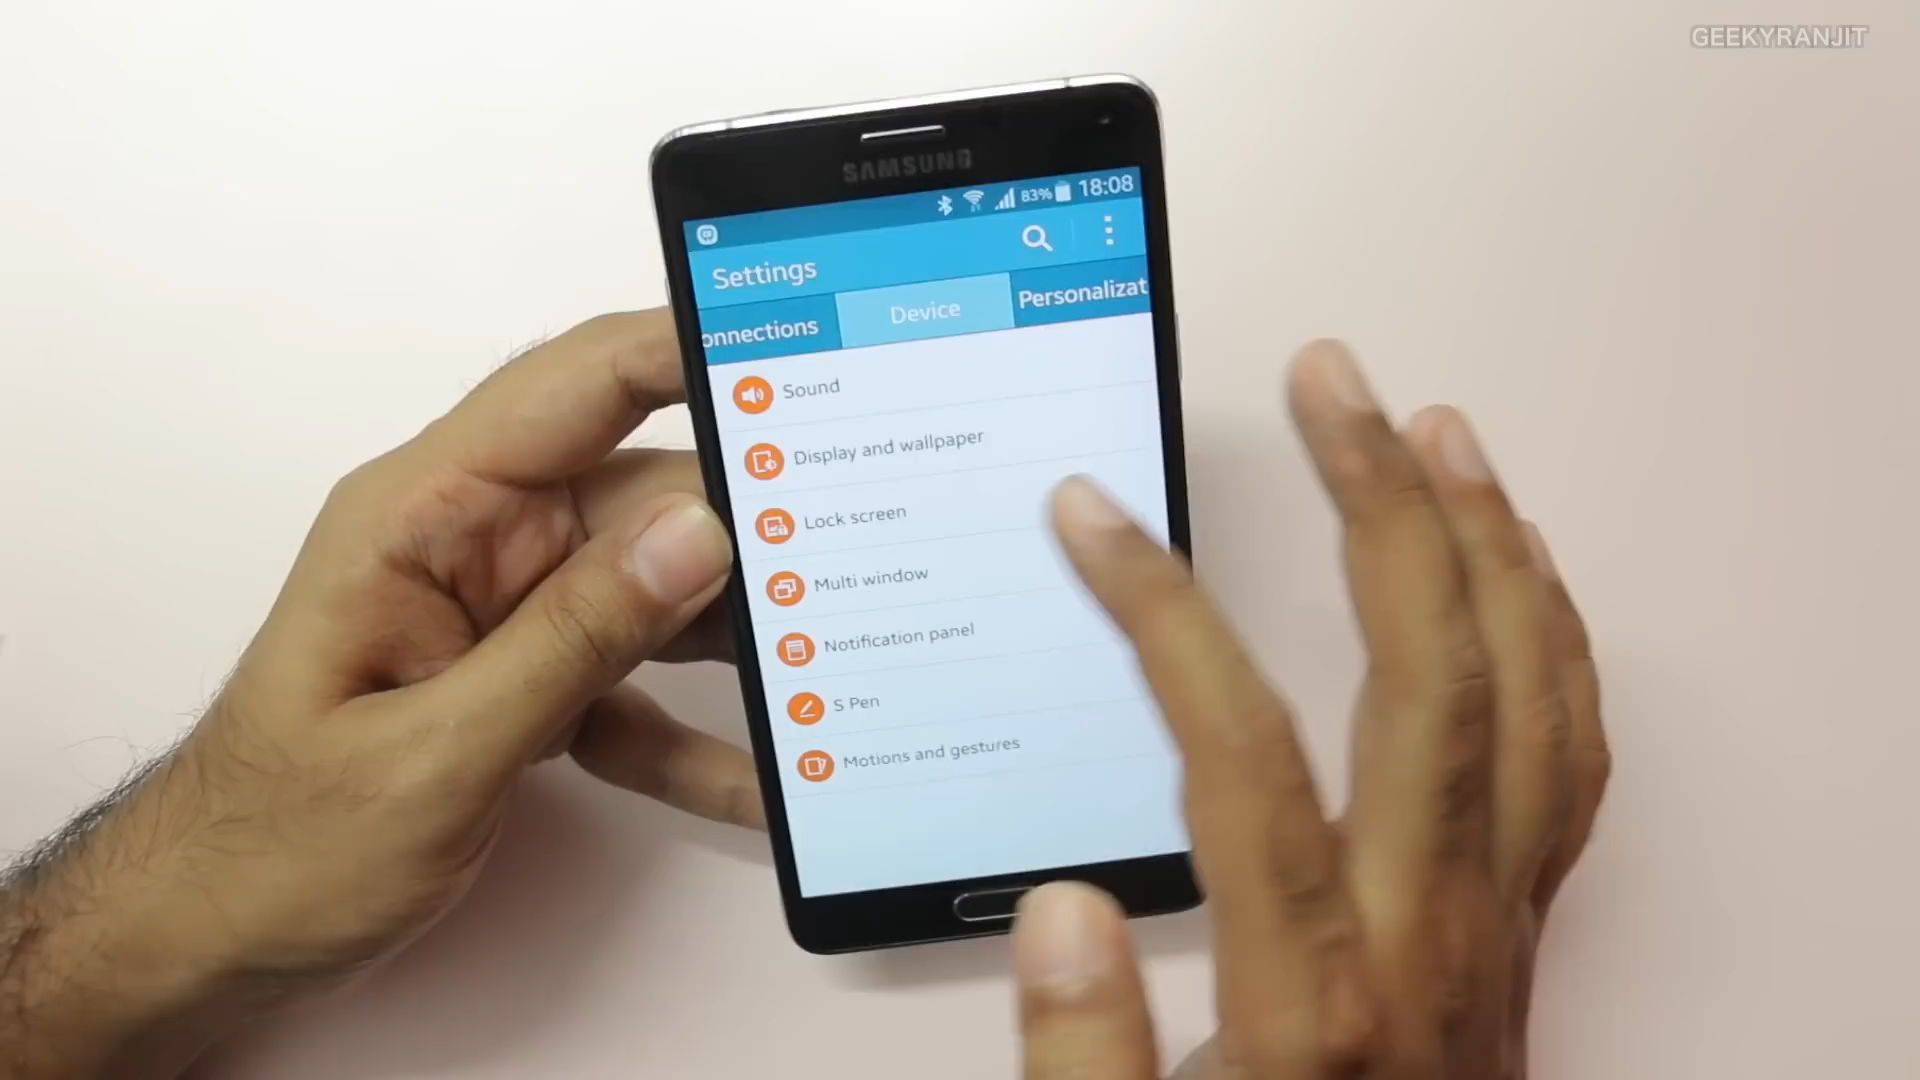 GEEKYRANJIT
SAMSUNG
83% 18:08
Settings
onnections Device Personalizat
Sound
Display and wallpaper
Lock screen
Multi window
Notification panel
S Pen
Motions and gestures